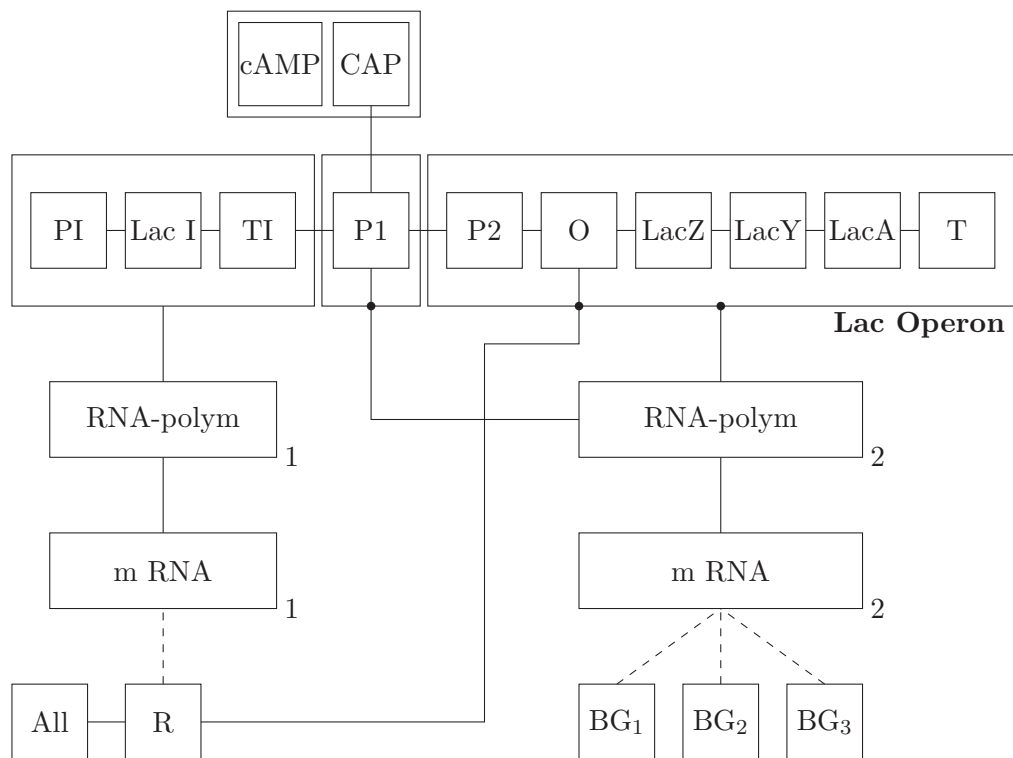 cAMP CAP
PI Lac I TI P1 P2 O LacZ LacY LacA T
Lac Operon
RNA-polym RNA-polym
1 2
m RNA m RNA
1 2
All R BG1 BG2 BG3